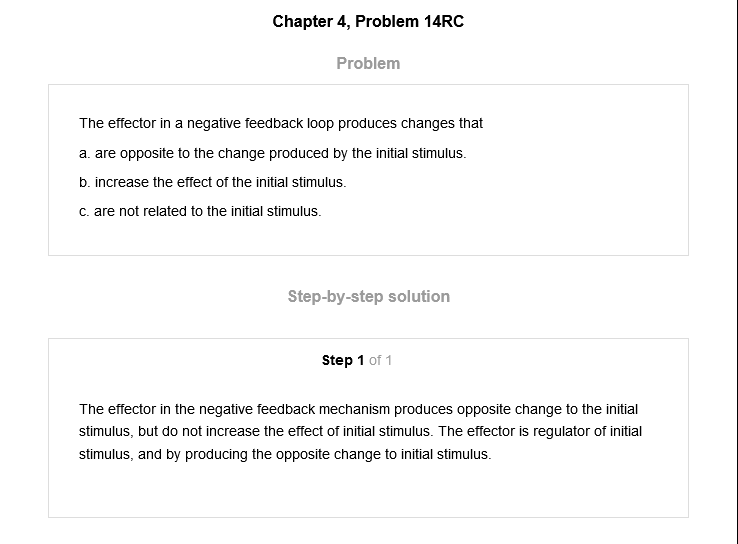 Chapter 4, Problem 14RC
Problem
The effector in a negative feedback loop produces changes that
a. are opposite to the change produced by the initial stimulus.
b. increase the effect of the initial stimulus.
c. are not related to the initial stimulus.
Step-by-step solution
Step 1 of 1
The effector in the negative feedback mechanism produces opposite change to the initial
stimulus, but do not increase the effect of initial stimulus. The effector is regulator of initial
stimulus, and by producing the opposite change to initial stimulus.